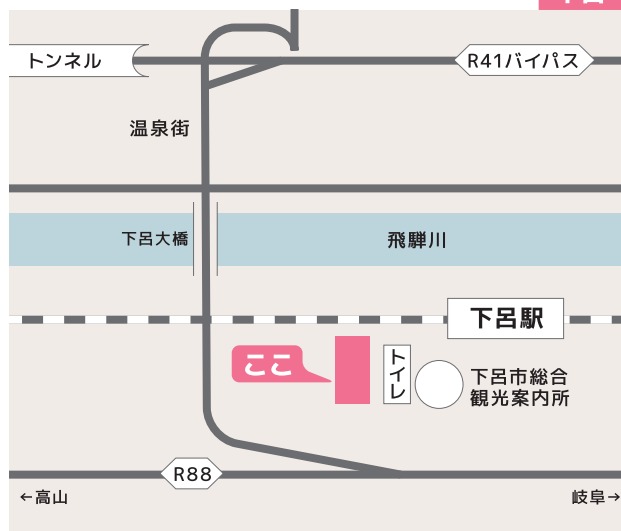 トンネル
R41バイパス
温泉街
下呂大橋
飛騨川
下呂駅
ここ
トイレ
下呂市総合
観光案内所
R88
←高山
岐阜→